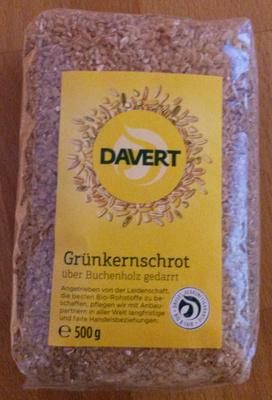 DAVERT
Grünkernschrot
über Buchenholz gedarrt
Angetrieben von der Leidenschaft,
die besten Bio-Rohstoffe zu be-
schaffen, pflegen wir mit Anbau-
partnern in aller Welt langfristige
und faire Handelsbeziehungen.
e 500 g